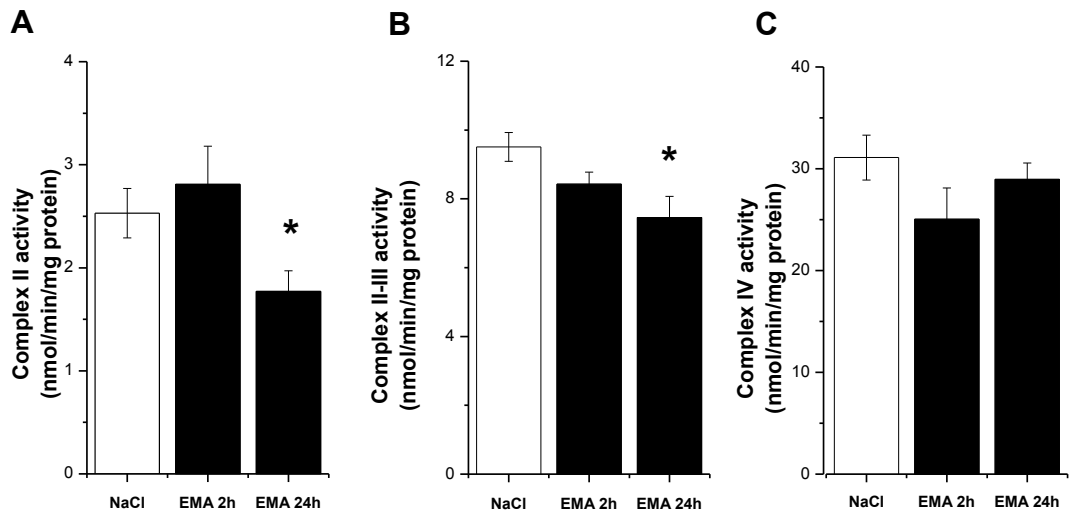 A
Complex II activity
(nmol/min/mg protein)
4
3
2
1
0
*
NaCl EMA 2h EMA 24h
B
Complex II-III activity
(nmol/min/mg protein)
12
8
4
0
*
NaCl EMA 2h EMA 24h
C
Complex IV activity
(nmol/min/mg protein)
40
30
20
10
0
NaCl EMA 2h EMA 24h